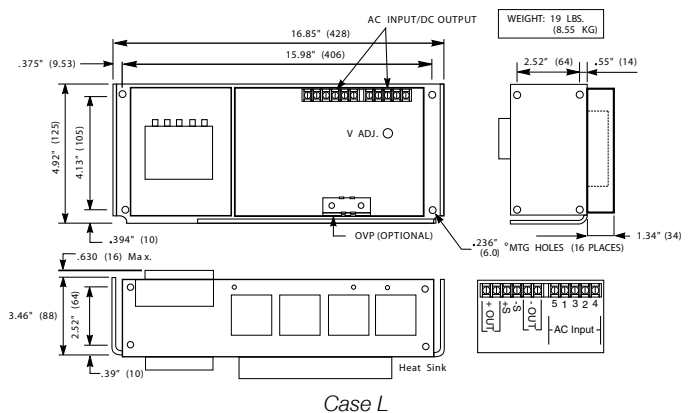 16.85" (428)
AC INPUT/DC OUTPUT
WEIGHT: 19 LBS.
(8.55 KG)
.375" (9.53)
15.98" (406)
2.52" (64)
.55" (14)
4.92" (125)
4.13" (105)
V ADJ.
.394" (10)
OVP (OPTIONAL)
.236"
(6.0)
°MTG HOLES (16 PLACES)
1.34" (34)
.630 (16) Max.
3.46" (88)
2.52" (64)
.39" (10)
Heat Sink
+ OUT
+S
-S
- OUT
5 1 3 2 4
AC Input
Case L